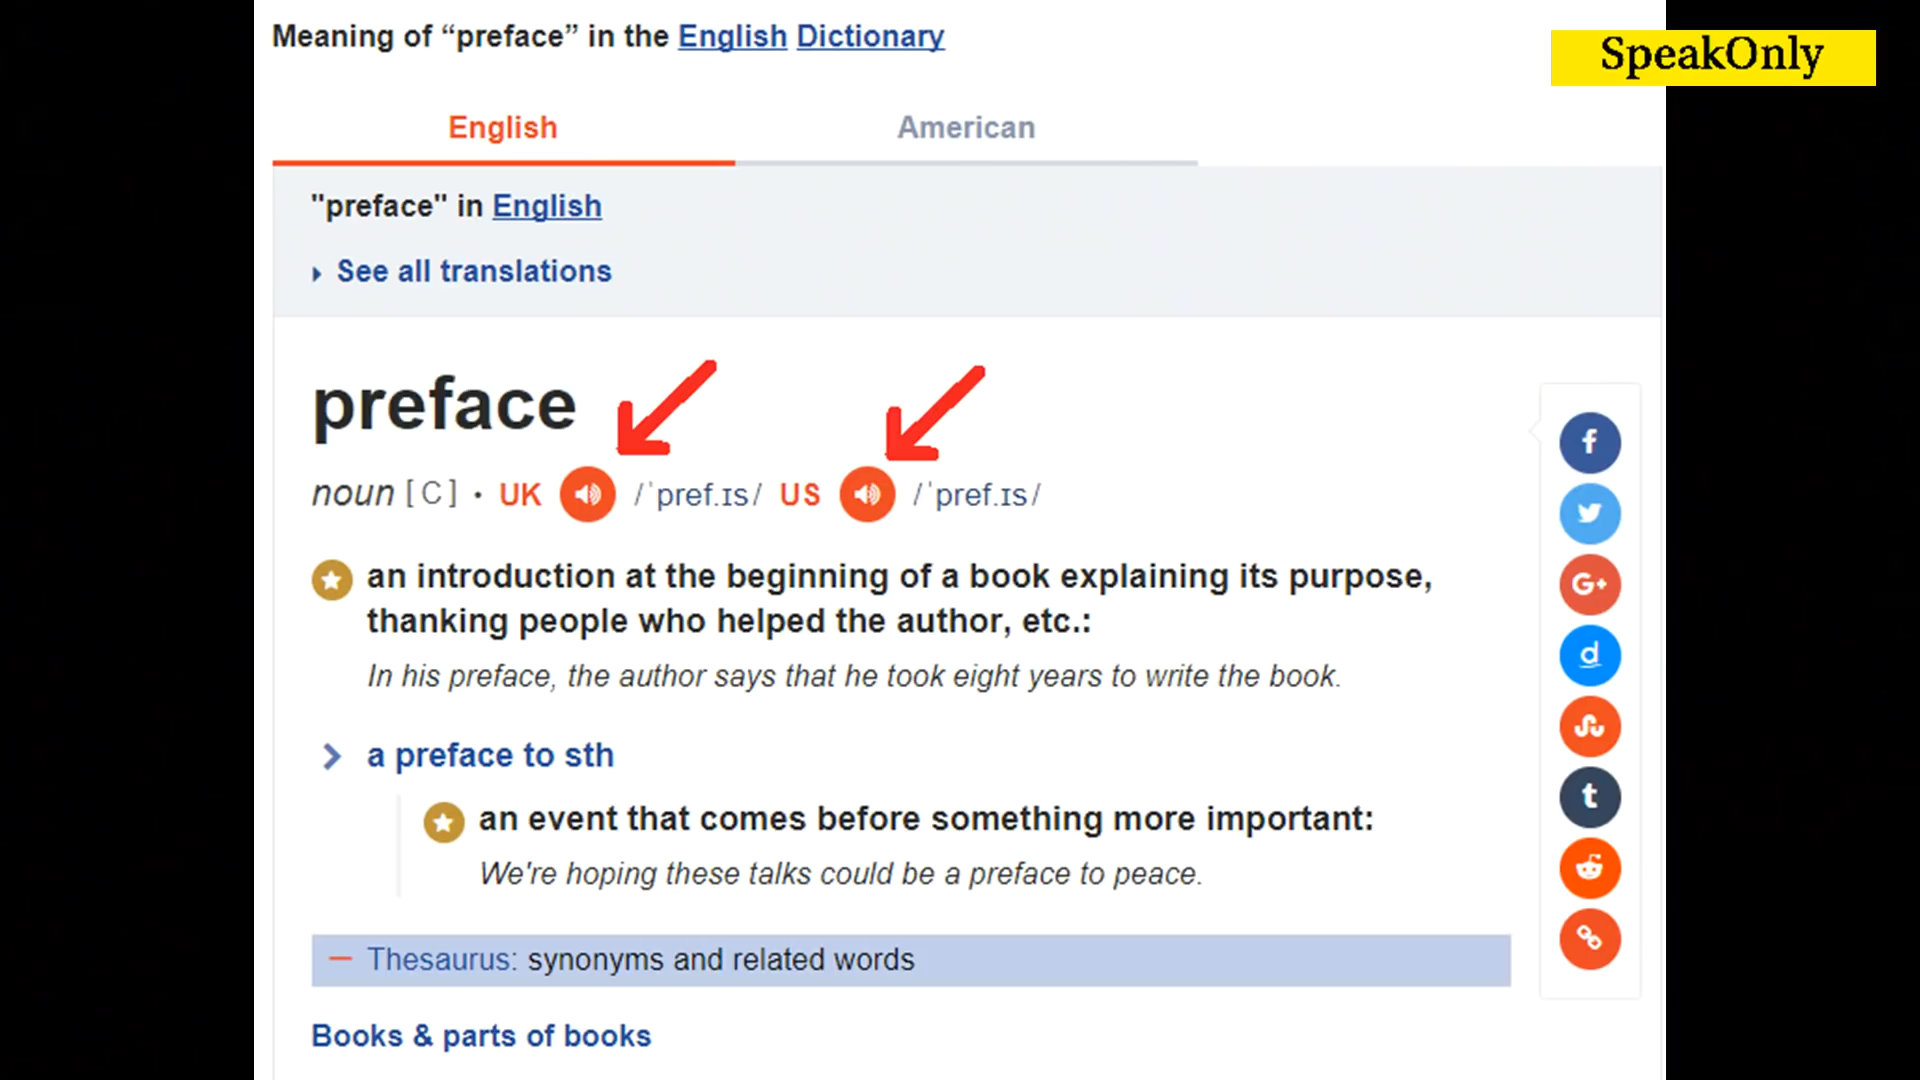 Meaning of “preface” in the English Dictionary
SpeakOnly
English
American
"preface" in English
See all translations
preface
noun [C] • UK /ˈpref.ɪs/ US /ˈpref.ɪs/
an introduction at the beginning of a book explaining its purpose,
thanking people who helped the author, etc.:
In his preface, the author says that he took eight years to write the book.
a preface to sth
an event that comes before something more important:
We're hoping these talks could be a preface to peace.
Thesaurus: synonyms and related words
Books & parts of books
f
G+
d
t